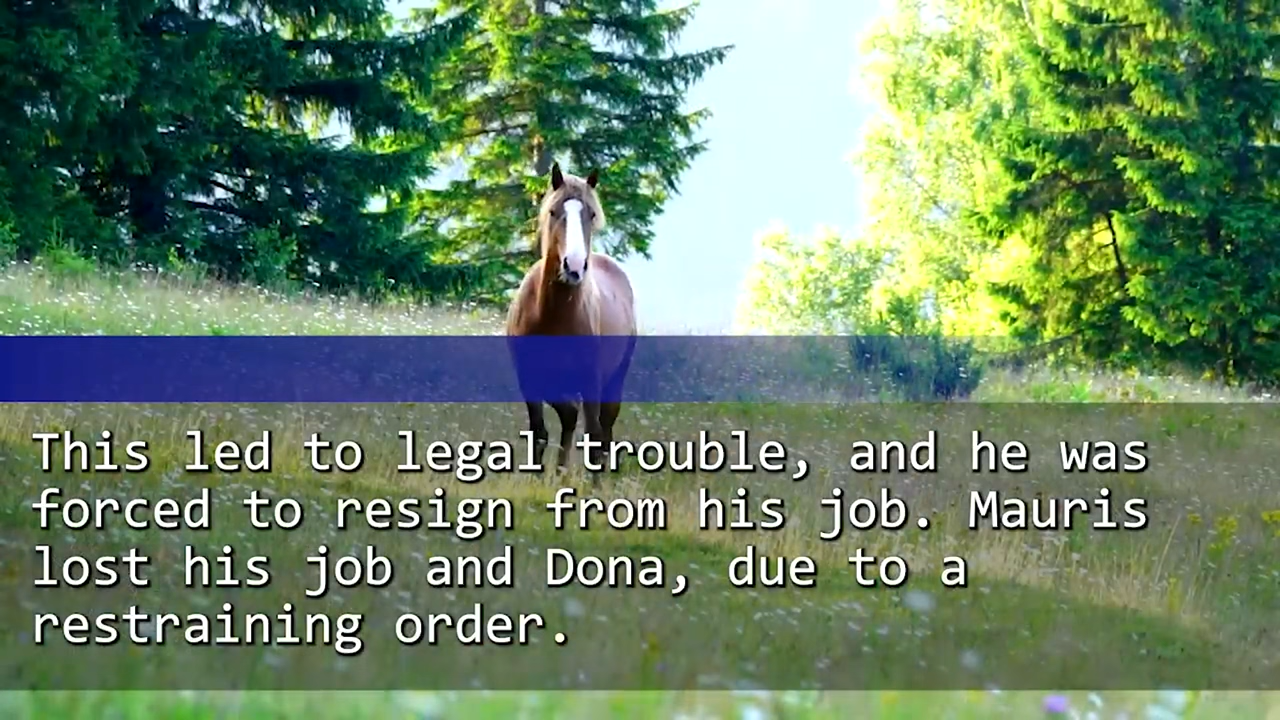 This led to legal trouble, and he was
forced to resign from his job. Mauris
lost his job and Dona, due to a
restraining order.